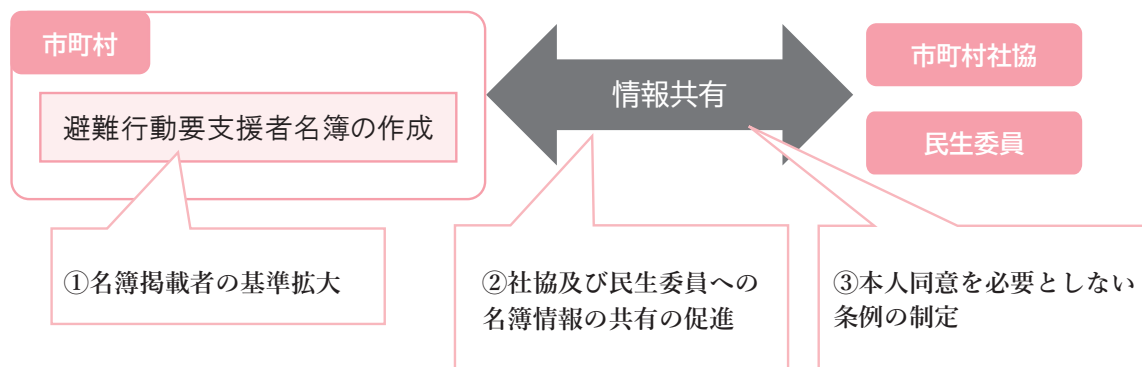 市町村
避難行動要支援者名簿の作成
情報共有
市町村社協
民生委員
①名簿掲載者の基準拡大
②社協及び民生委員への
名簿情報の共有の促進
③本人同意を必要としない
条例の制定